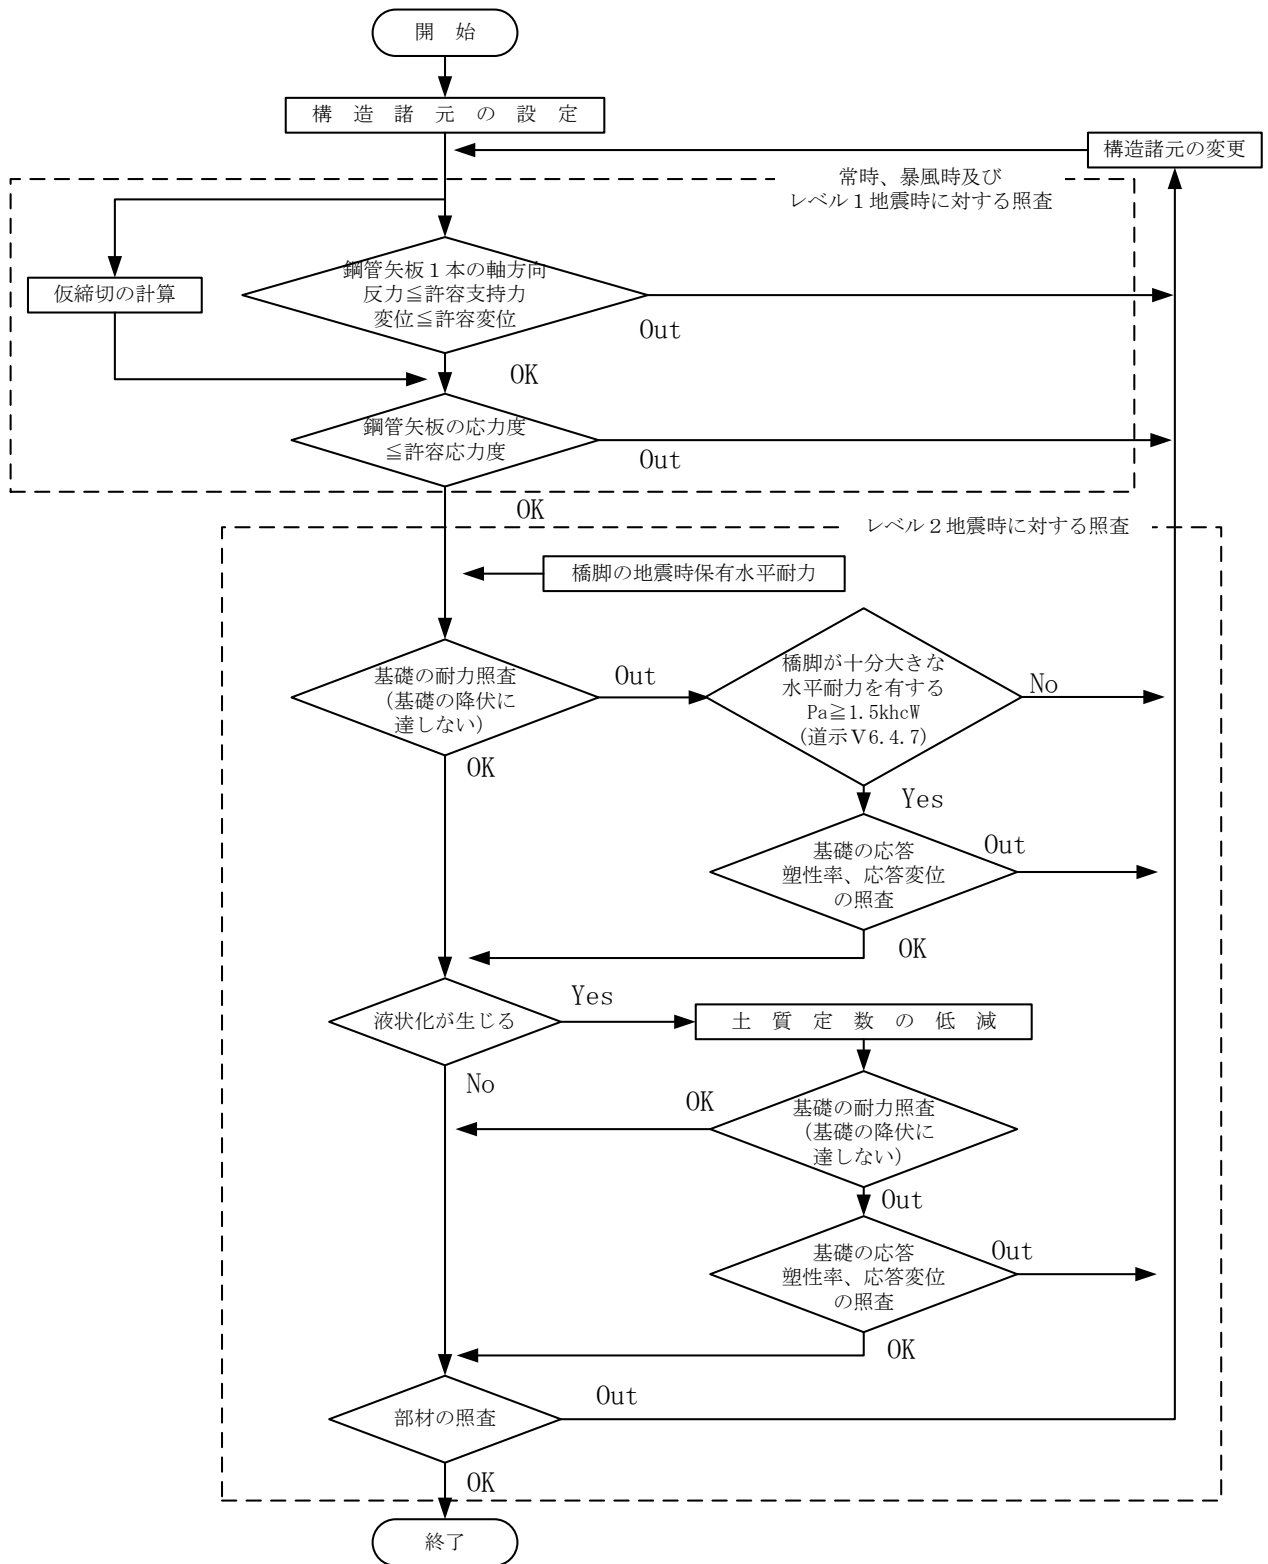 開 始
構 造 諸 元 の 設 定
構造諸元の変更
常時、暴風時及び
レベル１地震時に対する照査
仮締切の計算
鋼管矢板１本の軸方向
反力≦許容支持力
変位≦許容変位
Out
OK
鋼管矢板の応力度
≦許容応力度
Out
OK
レベル２地震時に対する照査
橋脚の地震時保有水平耐力
基礎の耐力照査
（基礎の降伏に
達しない）
Out
OK
橋脚が十分大きな
水平耐力を有する
Pa≧1.5khcW
(道示Ⅴ6.4.7)
No
Yes
基礎の応答
塑性率、応答変位
の照査
Out
OK
液状化が生じる
Yes
No
土 質 定 数 の 低 減
基礎の耐力照査
（基礎の降伏に
達しない）
OK
Out
基礎の応答
塑性率、応答変位
の照査
Out
OK
部材の照査
Out
OK
終了